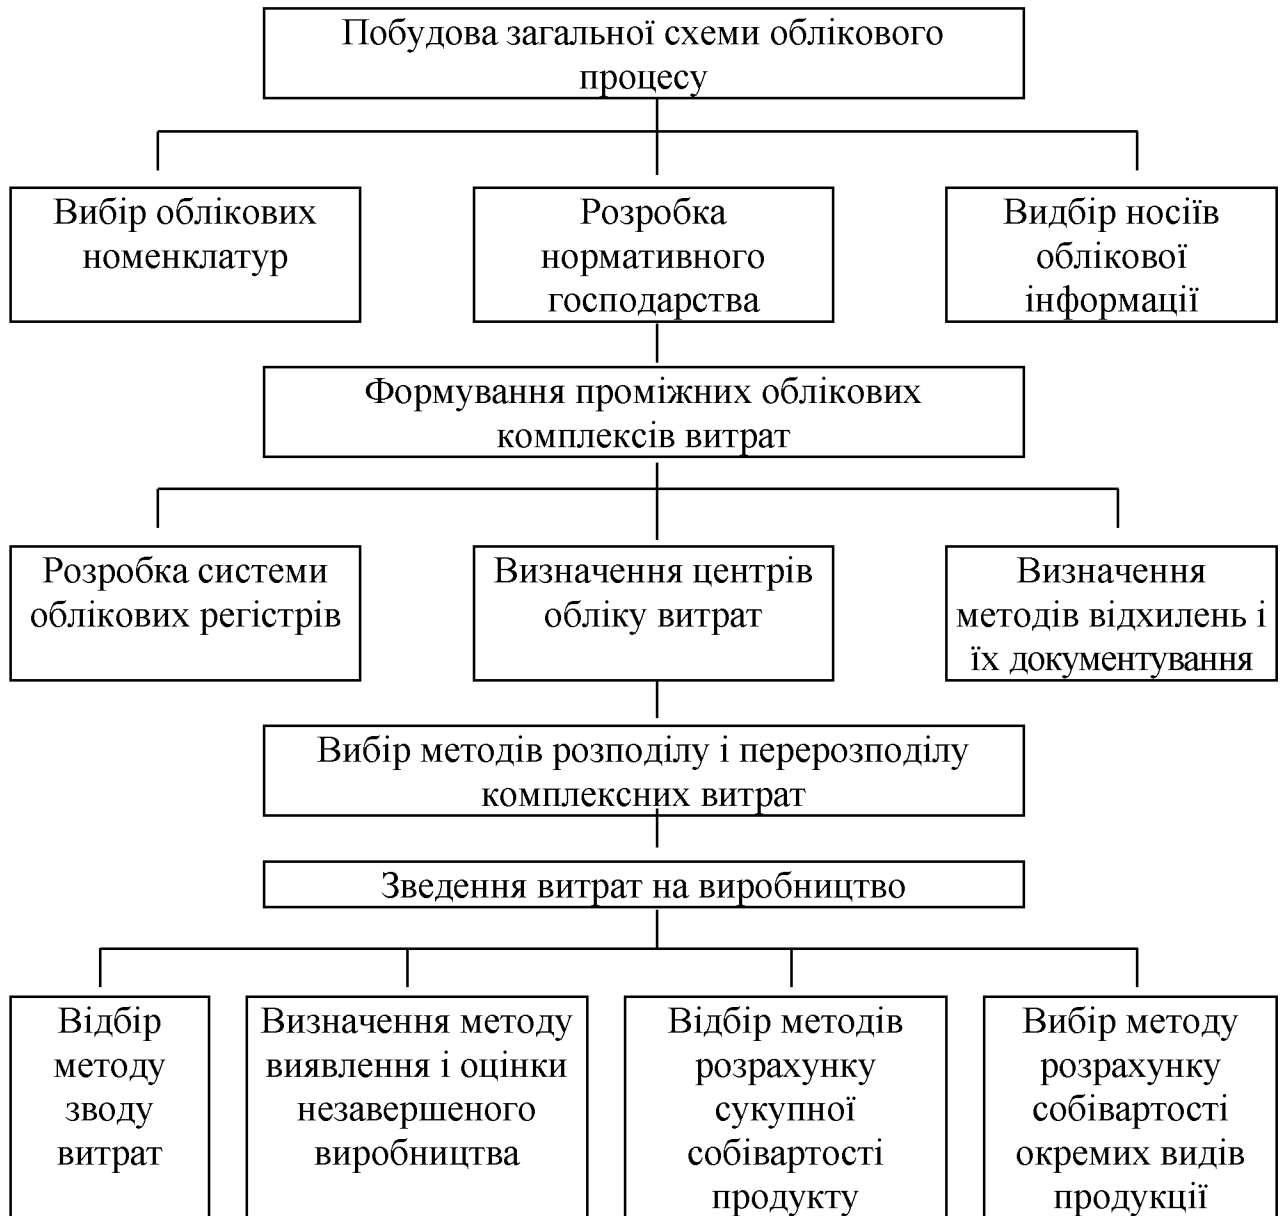 Побудова загальної схеми облікового
процесу
Вибір облікових
номенклатур
Розробка
нормативного
господарства
Видбір носіїв
облікової
інформації
Формування проміжних облікових
комплексів витрат
Розробка системи
облікових регістрів
Визначення центрів
обліку витрат
Визначення
методів відхилень і
їх документування
Вибір методів розподілу і перерозподілу
комплексних витрат
Зведення витрат на виробництво
Відбір
методу
зводу
витрат
Визначення методу
виявлення і оцінки
незавершеного
виробництва
Відбір методів
розрахунку
сукупної
собівартості
продукту
Вибір методу
розрахунку
собівартості
окремих видів
продукції